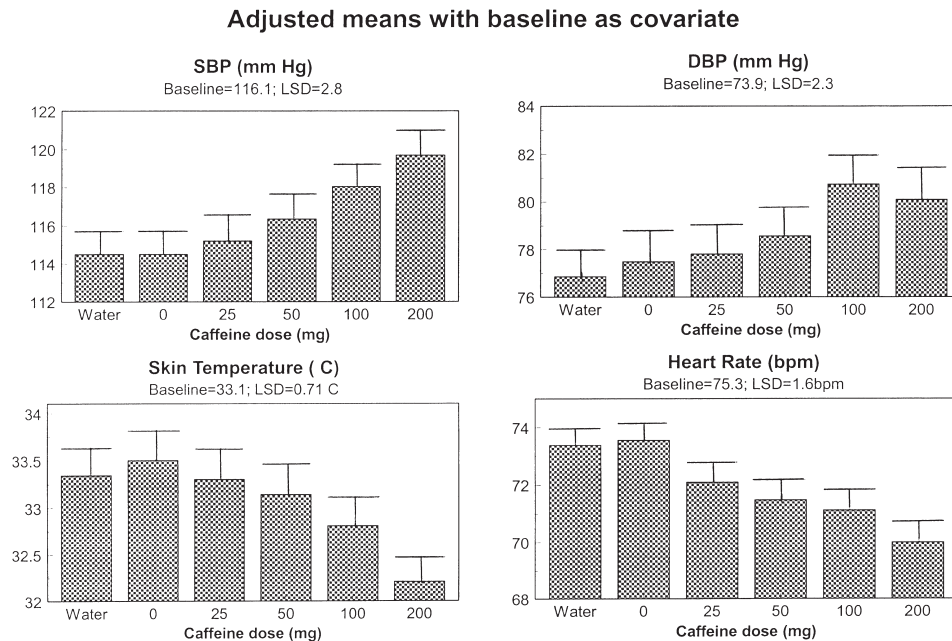 Adjusted means with baseline as covariate
SBP (mm Hg)
Baseline=116.1; LSD=2.8
122
120
118
116
114
112
Water 0 25 50 100 200
Caffeine dose (mg)
DBP (mm Hg)
Baseline=73.9; LSD=2.3
84
82
80
78
76
Water 0 25 50 100 200
Caffeine dose (mg)
Skin Temperature ( C)
Baseline=33.1; LSD=0.71 C
34
33.5
33
32.5
32
Water 0 25 50 100 200
Caffeine dose (mg)
Heart Rate (bpm)
Baseline=75.3; LSD=1.6bpm
74
72
70
68
Water 0 25 50 100 200
Caffeine dose (mg)